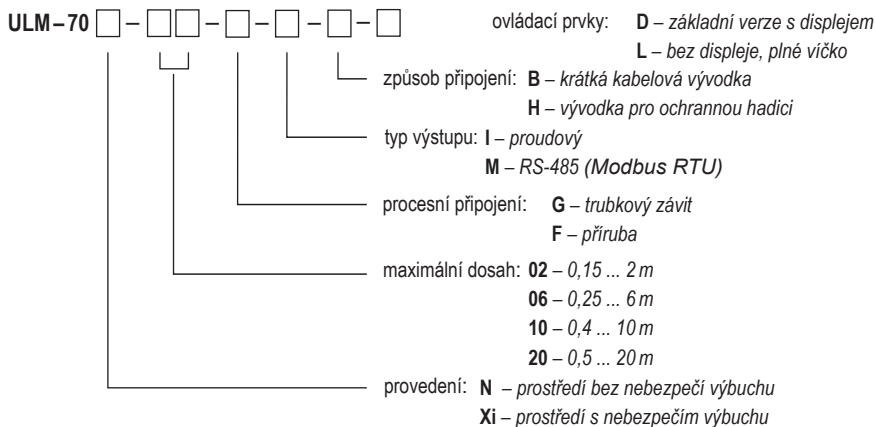 ULM–70 □ – □□ – □ – □ – □ – □ ovládací prvky: D – základní verze s displejem
L – bez displeje, plné víčko
způsob připojení: B – krátká kabelová vývodka
H – vývodka pro ochrannou hadici
typ výstupu: I – proudový
M – RS-485 (Modbus RTU)
procesní připojení: G – trubkový závit
F – příruba
maximální dosah: 02 – 0,15 ... 2 m
06 – 0,25 ... 6 m
10 – 0,4 ... 10 m
20 – 0,5 ... 20 m
provedení: N – prostředí bez nebezpečí výbuchu
Xi – prostředí s nebezpečím výbuchu